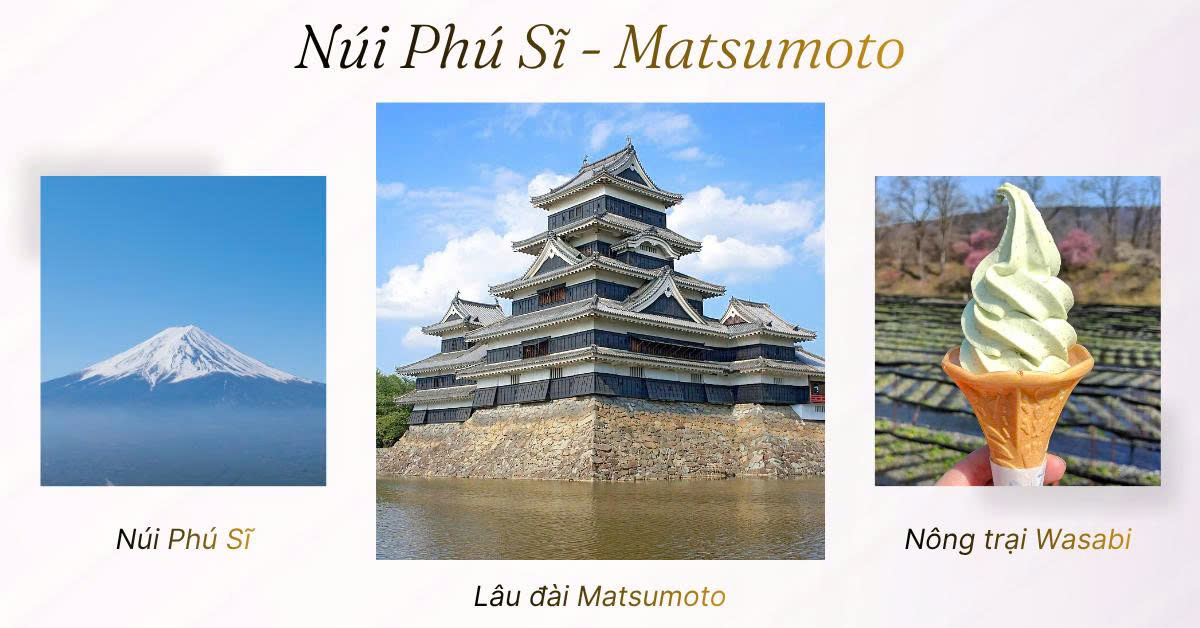 Núi Phú Sĩ - Matsumoto
Núi Phú Sĩ
Lâu đài Matsumoto
Nông trại Wasabi